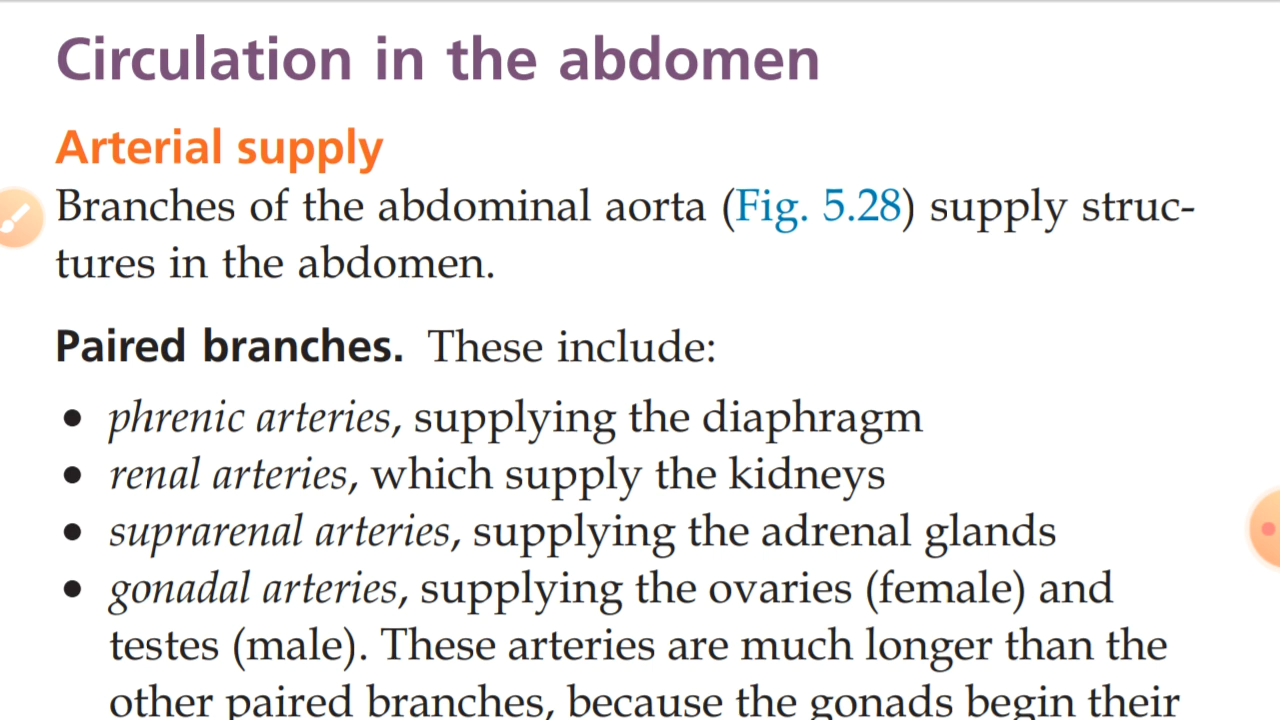 Circulation in the abdomen
Arterial supply
Branches of the abdominal aorta (Fig. 5.28) supply struc-
tures in the abdomen.
Paired branches. These include:
• phrenic arteries, supplying the diaphragm
• renal arteries, which supply the kidneys
• suprarenal arteries, supplying the adrenal glands
• gonadal arteries, supplying the ovaries (female) and
testes (male). These arteries are much longer than the
other paired branches, because the gonads begin their